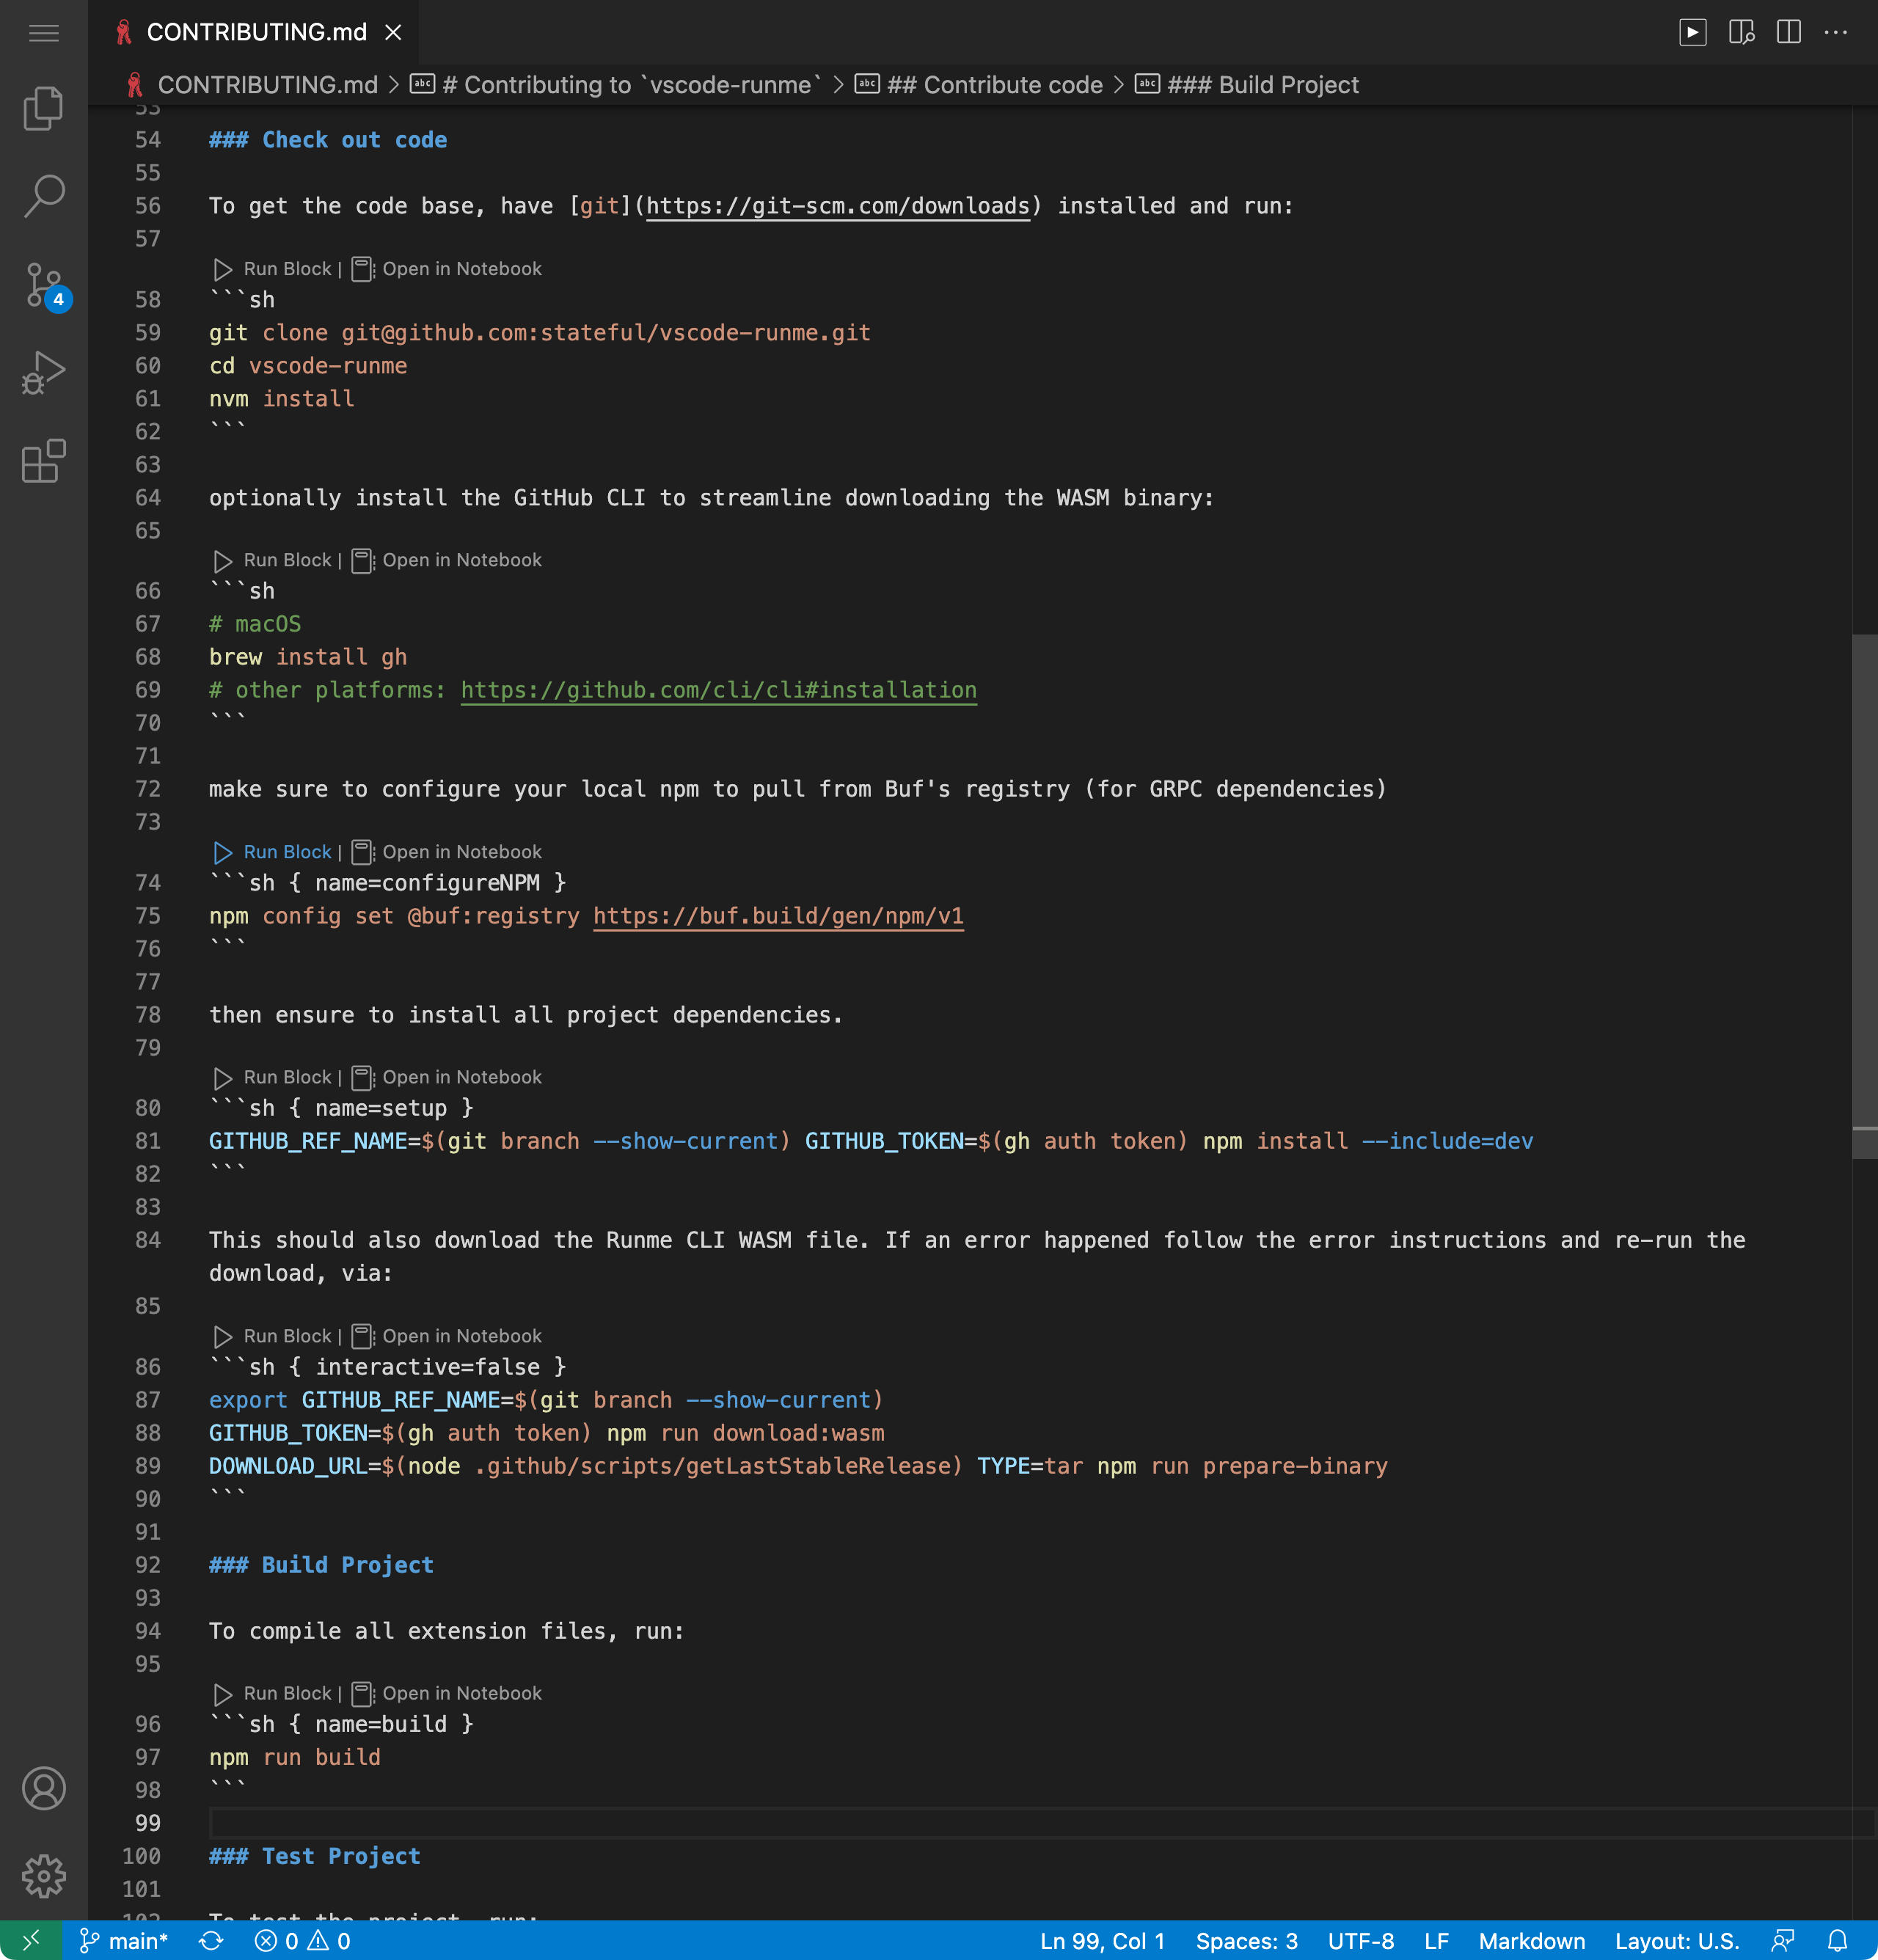 CONTRIBUTING.md
CONTRIBUTING.md > # Contributing to `vscode-runme` > ## Contribute code > ### Build Project
53
54 ### Check out code
55
56 To get the code base, have [git](https://git-scm.com/downloads) installed and run:
57
Run Block | Open in Notebook
58 ```sh
59 git clone git@github.com:stateful/vscode-runme.git
60 cd vscode-runme
61 nvm install
62 ```
63
64 optionally install the GitHub CLI to streamline downloading the WASM binary:
65
Run Block | Open in Notebook
66 ```sh
67 # macOS
68 brew install gh
69 # other platforms: https://github.com/cli/cli#installation
70 ```
71
72 make sure to configure your local npm to pull from Buf's registry (for GRPC dependencies)
73
Run Block | Open in Notebook
74 ```sh { name=configureNPM }
75 npm config set @buf:registry https://buf.build/gen/npm/v1
76 ```
77
78 then ensure to install all project dependencies.
79
Run Block | Open in Notebook
80 ```sh { name=setup }
81 GITHUB_REF_NAME=$(git branch --show-current) GITHUB_TOKEN=$(gh auth token) npm install --include=dev
82 ```
83
84 This should also download the Runme CLI WASM file. If an error happened follow the error instructions and re-run the
download, via:
85
Run Block | Open in Notebook
86 ```sh { interactive=false }
87 export GITHUB_REF_NAME=$(git branch --show-current)
88 GITHUB_TOKEN=$(gh auth token) npm run download:wasm
89 DOWNLOAD_URL=$(node .github/scripts/getLastStableRelease) TYPE=tar npm run prepare-binary
90 ```
91
92 ### Build Project
93
94 To compile all extension files, run:
95
Run Block | Open in Notebook
96 ```sh { name=build }
97 npm run build
98 ```
99
100 ### Test Project
101
102 To test the project, run:
4
main* 0 0 Ln 99, Col 1 Spaces: 3 UTF-8 LF Markdown Layout: U.S.